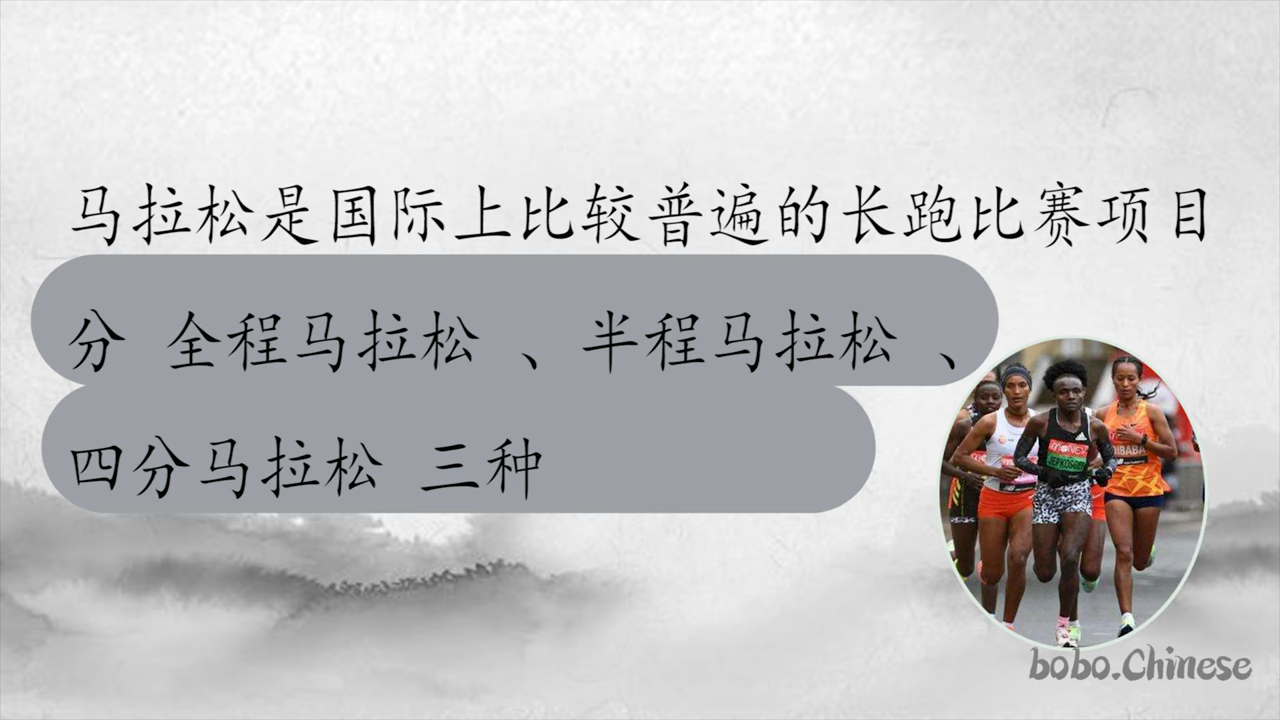 马拉松是国际上比较普遍的长跑比赛项目
分 全程马拉松 、半程马拉松 、
四分马拉松 三种
DIBABA
bobo.Chinese